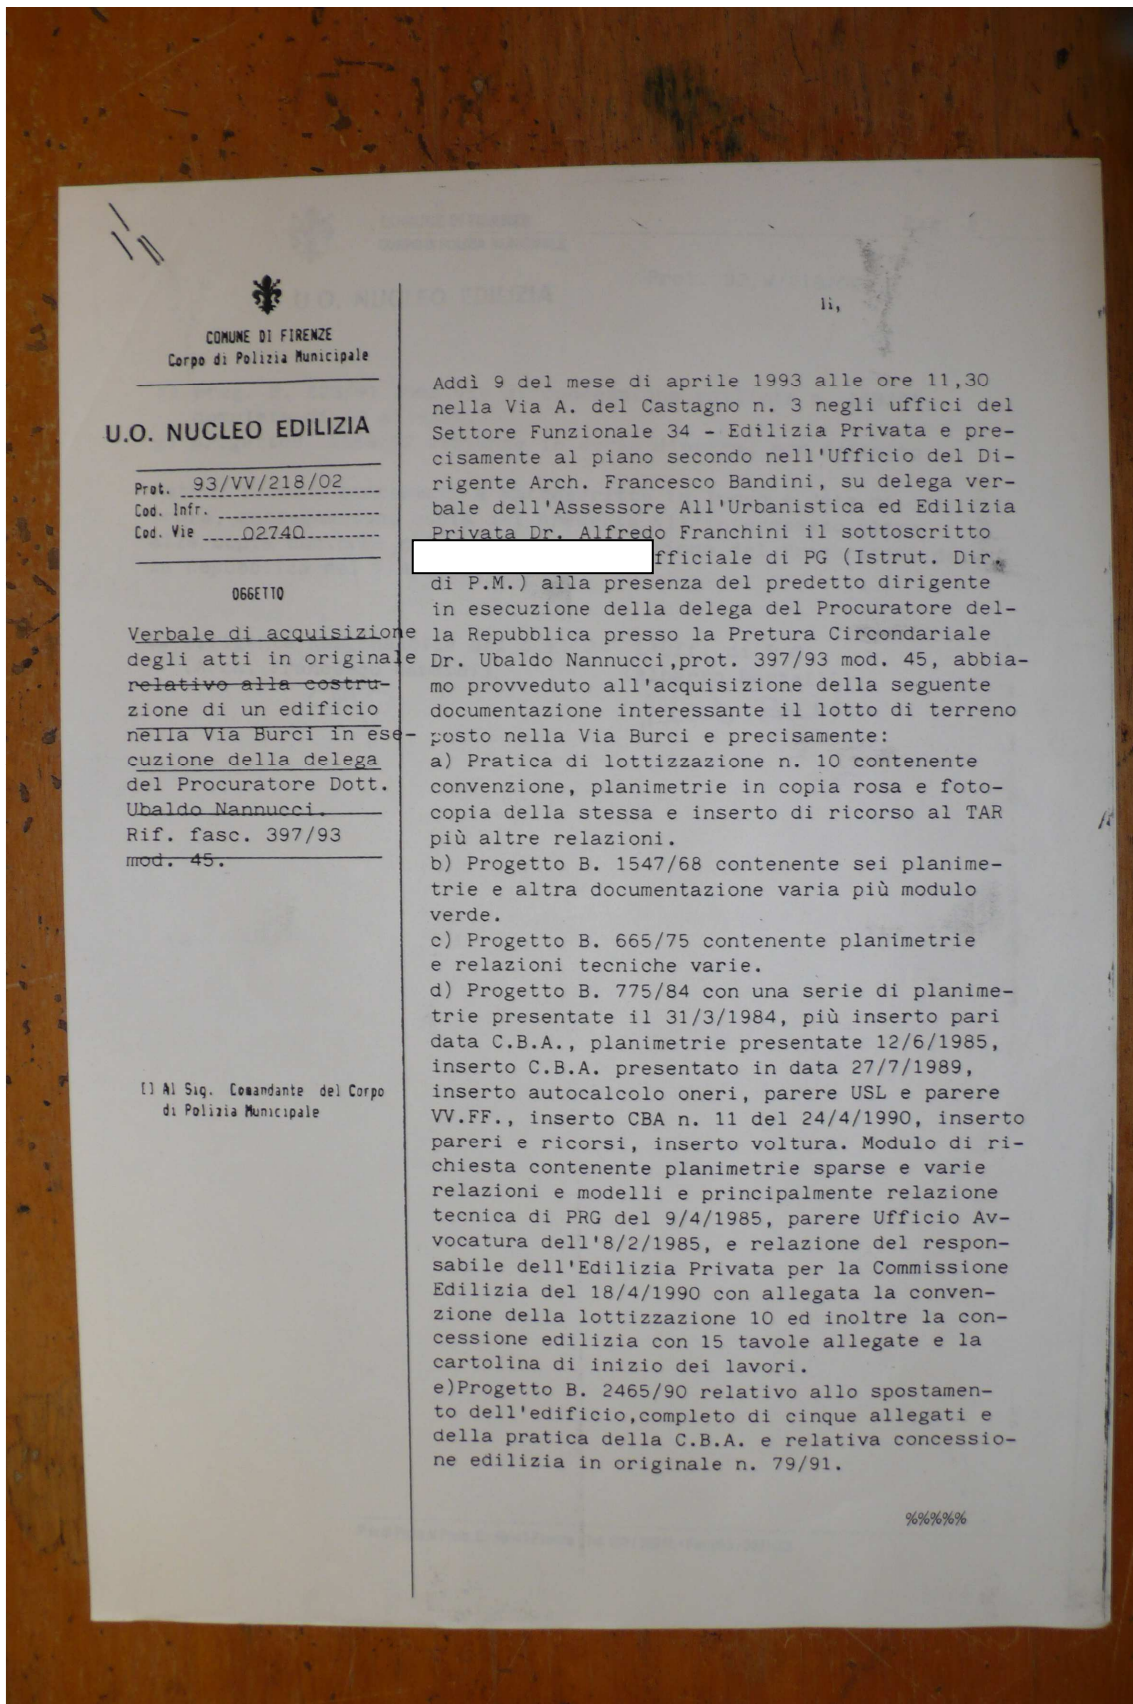 COMUNE DI FIRENZE
Corpo di Polizia Municipale
U.O. NUCLEO EDILIZIA
Prot. 93/VV/218/02
Cod. Infr.
Cod. Vie 02740
OGGETTO
Verbale di acquisizione
degli atti in originale
relativo alla costru-
zione di un edificio
nella Via Burci in ese-
cuzione della delega
del Procuratore Dott.
Ubaldo Nannucci.
Rif. fasc. 397/93
mod. 45.
[] Al Sig. Comandante del Corpo
di Polizia Municipale
li,
Addì 9 del mese di aprile 1993 alle ore 11,30
nella Via A. del Castagno n. 3 negli uffici del
Settore Funzionale 34 - Edilizia Privata e pre-
cisamente al piano secondo nell'Ufficio del Di-
rigente Arch. Francesco Bandini, su delega ver-
bale dell'Assessore All'Urbanistica ed Edilizia
Privata Dr. Alfredo Franchini il sottoscritto
fficiale di PG (Istrut. Dir.
di P.M.) alla presenza del predetto dirigente
in esecuzione della delega del Procuratore del-
la Repubblica presso la Pretura Circondariale
Dr. Ubaldo Nannucci,prot. 397/93 mod. 45, abbia-
mo provveduto all'acquisizione della seguente
documentazione interessante il lotto di terreno
posto nella Via Burci e precisamente:
a) Pratica di lottizzazione n. 10 contenente
convenzione, planimetrie in copia rosa e foto-
copia della stessa e inserto di ricorso al TAR
più altre relazioni.
b) Progetto B. 1547/68 contenente sei planime-
trie e altra documentazione varia più modulo
verde.
c) Progetto B. 665/75 contenente planimetrie
e relazioni tecniche varie.
d) Progetto B. 775/84 con una serie di planime-
trie presentate il 31/3/1984, più inserto pari
data C.B.A., planimetrie presentate 12/6/1985,
inserto C.B.A. presentato in data 27/7/1989,
inserto autocalcolo oneri, parere USL e parere
VV.FF., inserto CBA n. 11 del 24/4/1990, inserto
pareri e ricorsi, inserto voltura. Modulo di ri-
chiesta contenente planimetrie sparse e varie
relazioni e modelli e principalmente relazione
tecnica di PRG del 9/4/1985, parere Ufficio Av-
vocatura dell'8/2/1985, e relazione del respon-
sabile dell'Edilizia Privata per la Commissione
Edilizia del 18/4/1990 con allegata la conven-
zione della lottizzazione 10 ed inoltre la con-
cessione edilizia con 15 tavole allegate e la
cartolina di inizio dei lavori.
e)Progetto B. 2465/90 relativo allo spostamen-
to dell'edificio,completo di cinque allegati e
della pratica della C.B.A. e relativa concessio-
ne edilizia in originale n. 79/91.
%%%%%